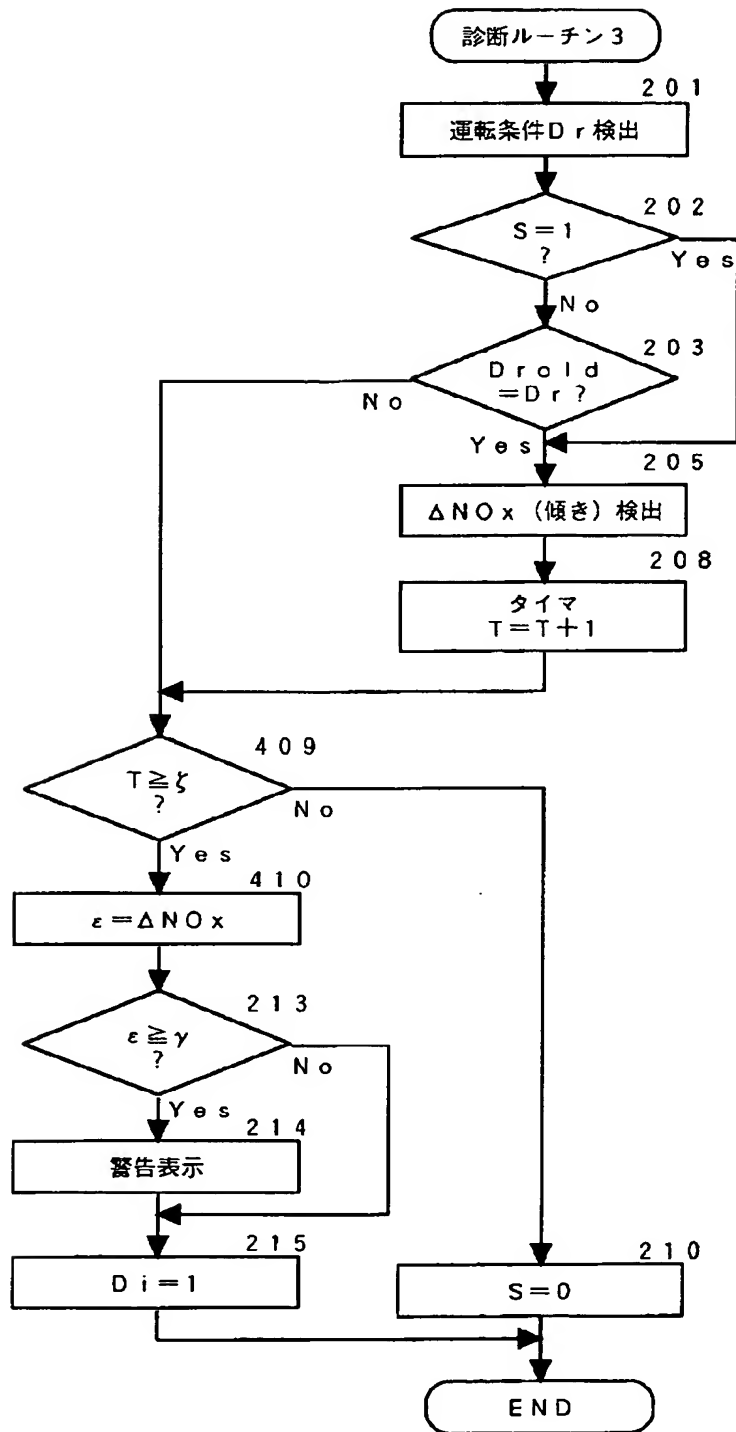 診断ルーチン3
201
運転条件Dr検出
202
S=1
?
Yes
No
203
Drold
=Dr?
No
Yes
205
ΔNOx(傾き)検出
208
タイマ
T=T+1
409
T≧ζ
?
No
Yes
410
ε=ΔNOx
213
ε≧γ
?
No
Yes
214
警告表示
215
Di=1
210
S=0
END